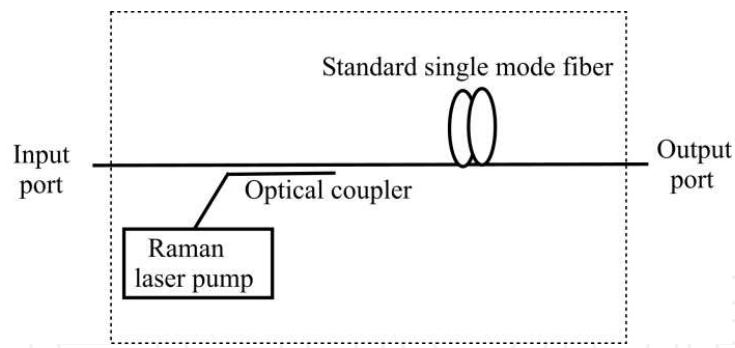 Standard single mode fiber
Input
port
Output
port
Optical coupler
Raman
laser pump